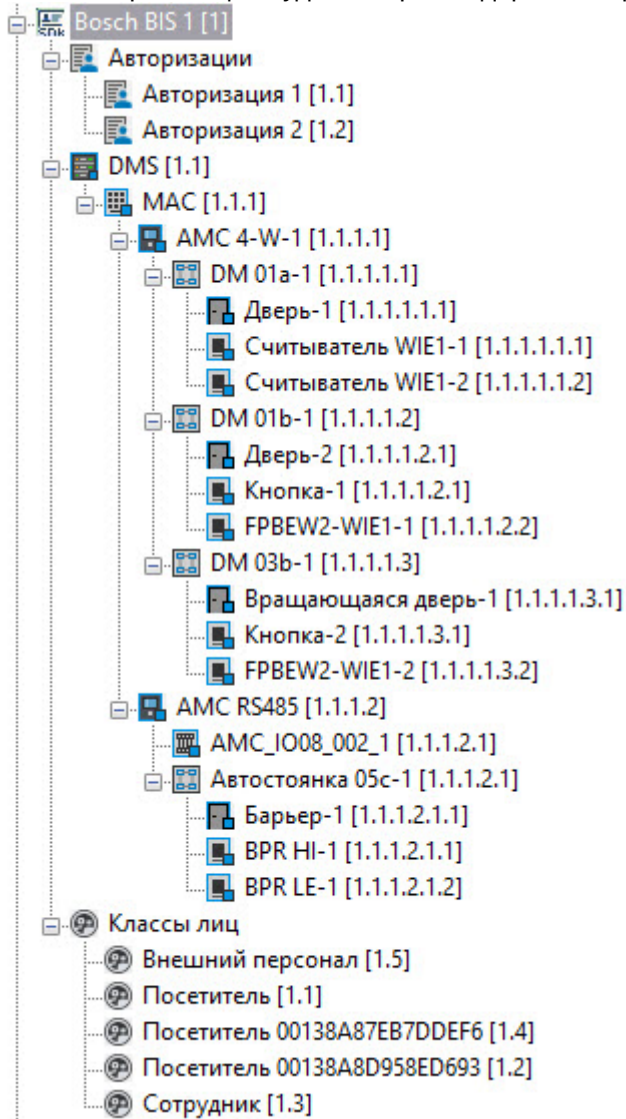 Bosch BIS 1 [1]
Авторизации
Авторизация 1 [1.1]
Авторизация 2 [1.2]
DMS [1.1]
MAC [1.1.1]
AMC 4-W-1 [1.1.1.1]
DM 01a-1 [1.1.1.1.1]
Дверь-1 [1.1.1.1.1.1]
Считыватель WIE1-1 [1.1.1.1.1.1]
Считыватель WIE1-2 [1.1.1.1.1.2]
DM 01b-1 [1.1.1.1.2]
Дверь-2 [1.1.1.1.2.1]
Кнопка-1 [1.1.1.1.2.1]
FPBEW2-WIE1-1 [1.1.1.1.2.2]
DM 03b-1 [1.1.1.1.3]
Вращающаяся дверь-1 [1.1.1.1.3.1]
Кнопка-2 [1.1.1.1.3.1]
FPBEW2-WIE1-2 [1.1.1.1.3.2]
AMC RS485 [1.1.1.2]
AMC_IO08_002_1 [1.1.1.2.1]
Автостоянка 05c-1 [1.1.1.2.1]
Барьер-1 [1.1.1.2.1.1]
BPR HI-1 [1.1.1.2.1.1]
BPR LE-1 [1.1.1.2.1.2]
Классы лиц
Внешний персонал [1.5]
Посетитель [1.1]
Посетитель 00138A87EB7DDEF6 [1.4]
Посетитель 00138A8D958ED693 [1.2]
Сотрудник [1.3]